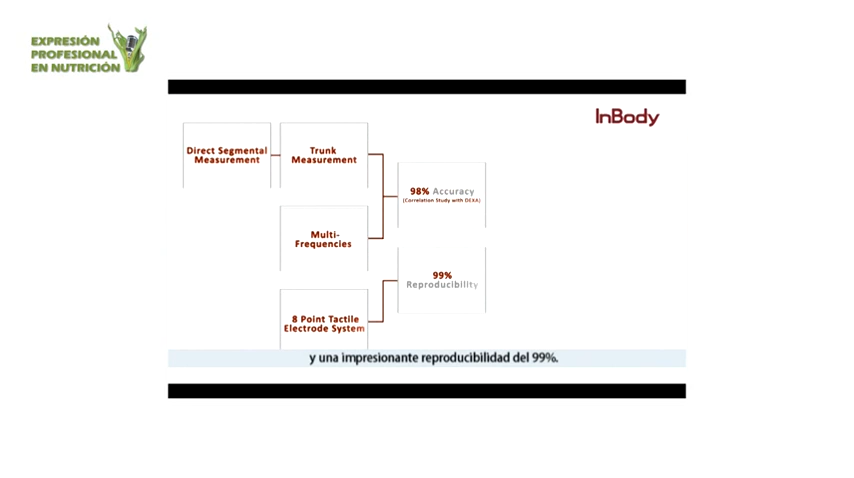 EXPRESIÓN
PROFESIONAL
EN NUTRICIÓN
InBody
Direct Segmental
Measurement
Trunk
Measurement
98% Accuracy
(Correlation Study with DEXA)
Multi-
Frequencies
99%
Reproducibility
8 Point Tactile
Electrode System
y una impresionante reproducibilidad del 99%.